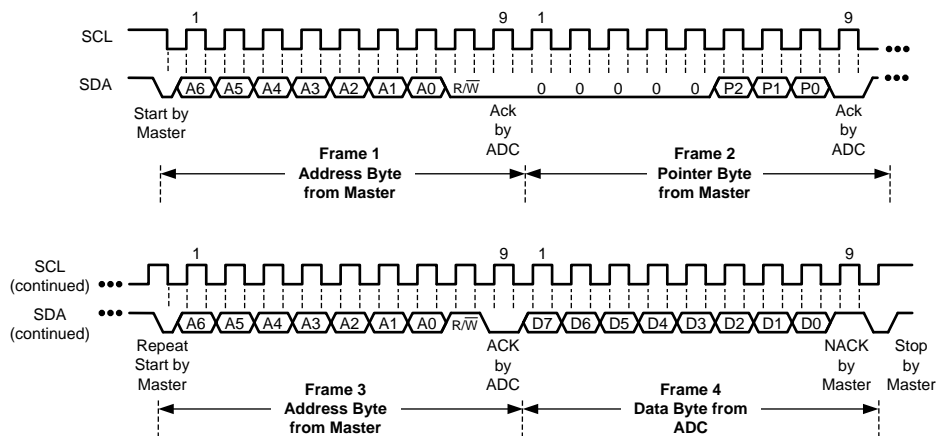 1 9 1 9
SCL
SDA A6 A5 A4 A3 A2 A1 A0 R/W̅ 0 0 0 0 0 P2 P1 P0
Start by
Master
Ack
by
ADC
Ack
by
ADC
Frame 1
Address Byte
from Master
Frame 2
Pointer Byte
from Master
1 9 1 9
SCL
(continued)
SDA
(continued)
A6 A5 A4 A3 A2 A1 A0 R/W̅ D7 D6 D5 D4 D3 D2 D1 D0
Repeat
Start by
Master
ACK
by
ADC
NACK
by
Master
Stop
by
Master
Frame 3
Address Byte
from Master
Frame 4
Data Byte from
ADC